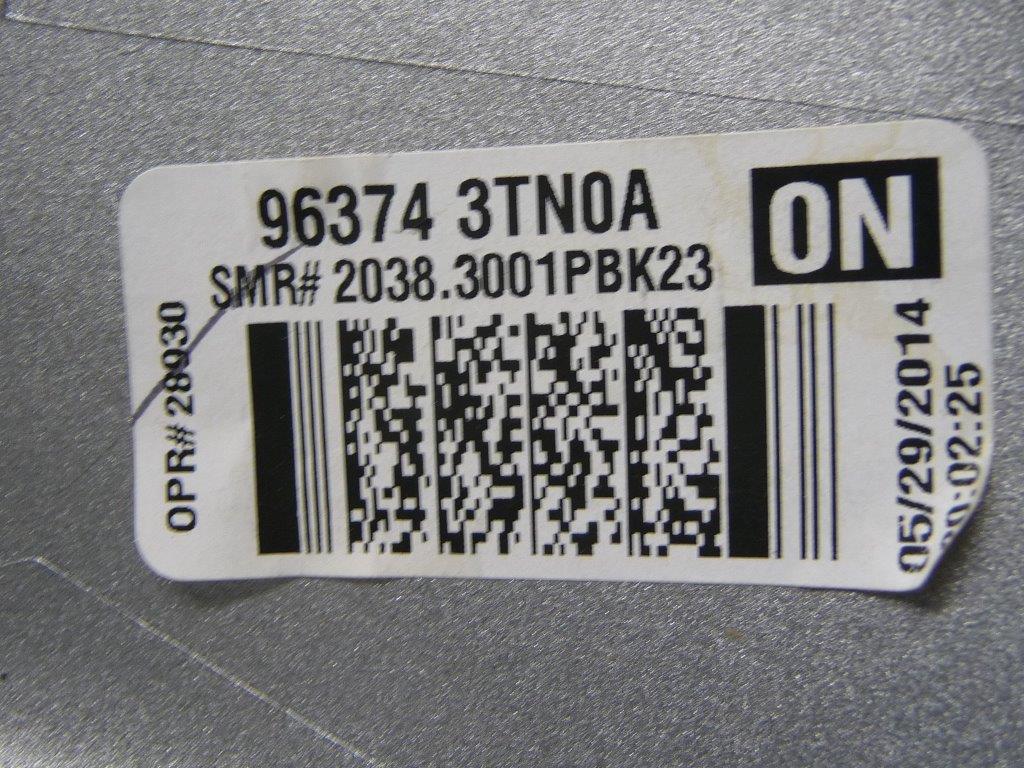 96374 3TN0A
ON
SMR# 2038.3001PBK23
OPR# 28930
05/29/2014